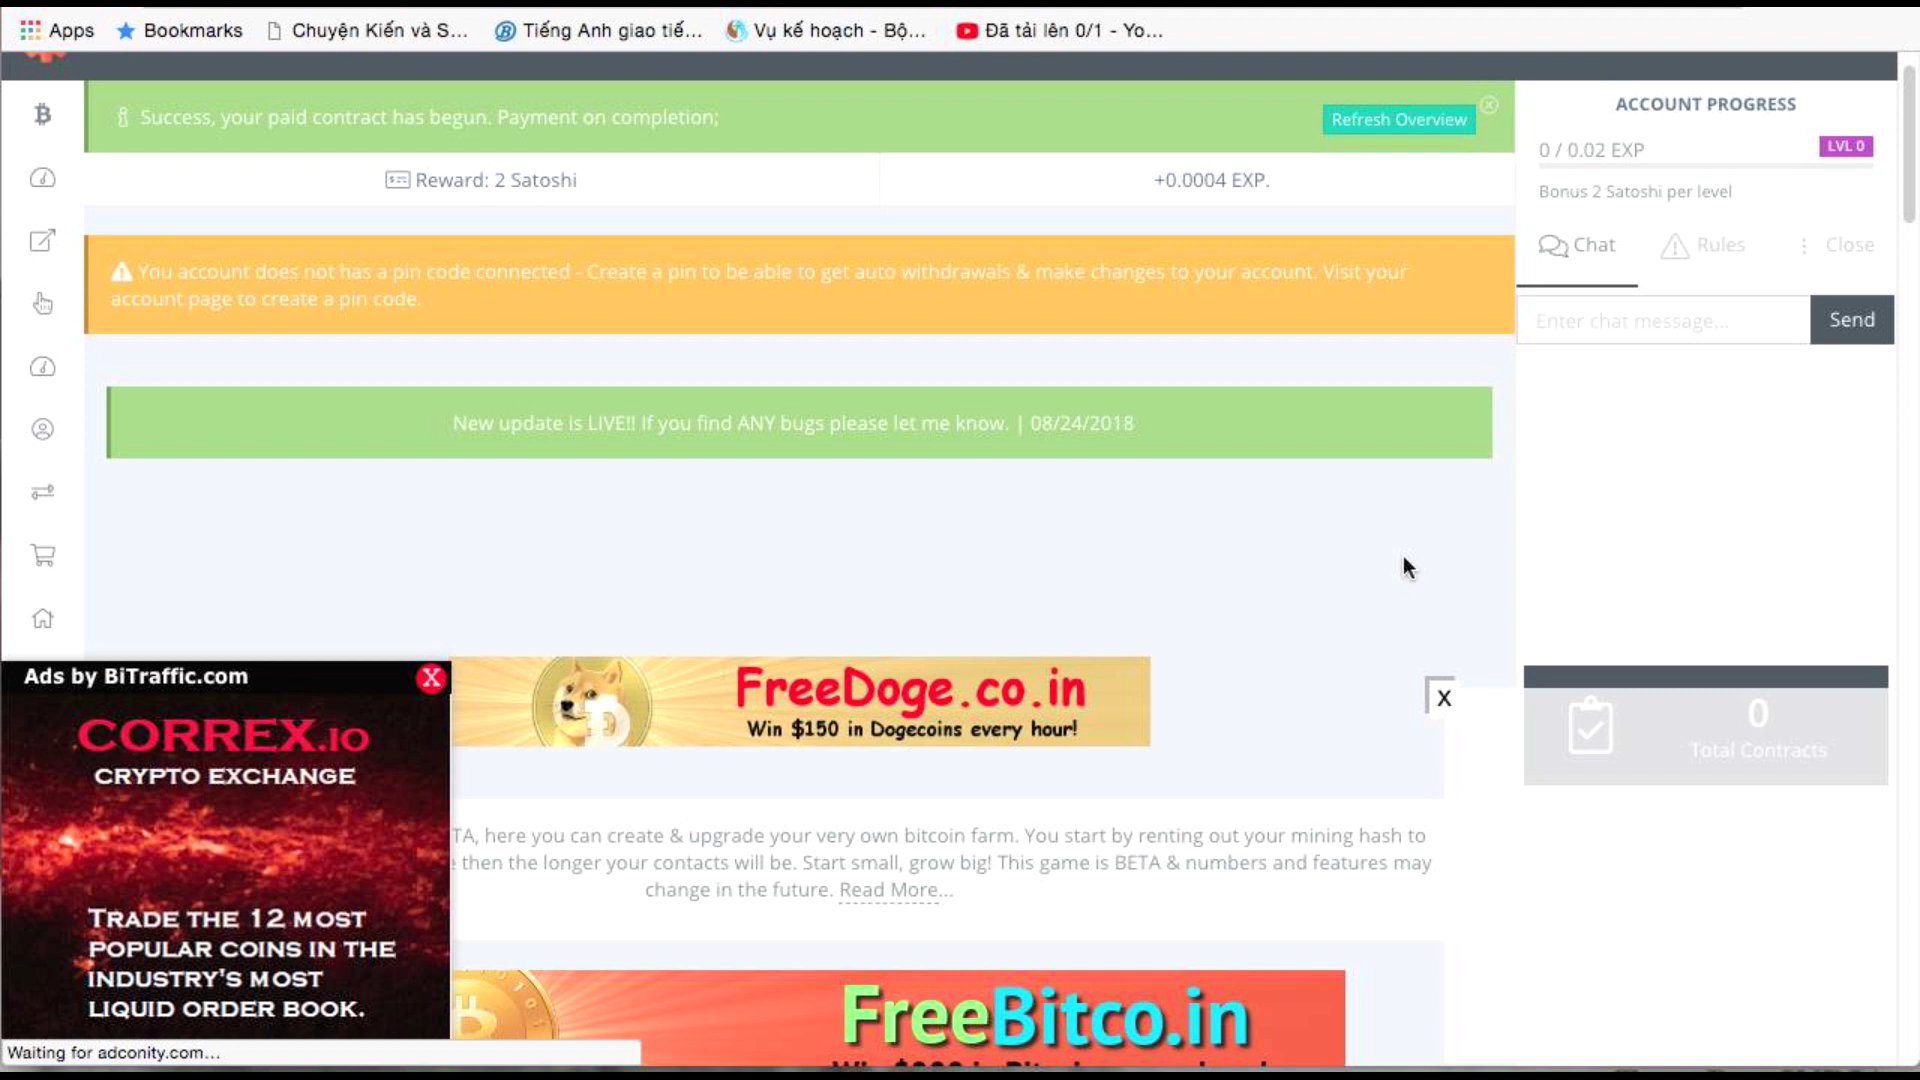 Apps
Bookmarks
Chuyện Kiến và S...
Tiếng Anh giao tiế...
Vụ kế hoạch - Bộ...
Đã tải lên 0/1 - Yo...
Success, your paid contract has begun. Payment on completion;
Refresh Overview
Reward: 2 Satoshi
+0.0004 EXP.
You account does not has a pin code connected - Create a pin to be able to get auto withdrawals & make changes to your account. Visit your
account page to create a pin code.
New update is LIVE!! If you find ANY bugs please let me know. | 08/24/2018
ACCOUNT PROGRESS
0 / 0.02 EXP
LVL 0
Bonus 2 Satoshi per level
Chat
Rules
Close
Enter chat message...
Send
0
Total Contracts
X
FreeDoge.co.in
Win $150 in Dogecoins every hour!
TA, here you can create & upgrade your very own bitcoin farm. You start by renting out your mining hash to
then the longer your contacts will be. Start small, grow big! This game is BETA & numbers and features may
change in the future. Read More...
FreeBitco.in
Ads by BiTraffic.com
X
CORREX.IO
CRYPTO EXCHANGE
TRADE THE 12 MOST
POPULAR COINS IN THE
INDUSTRY'S MOST
LIQUID ORDER BOOK.
Waiting for adconity.com...